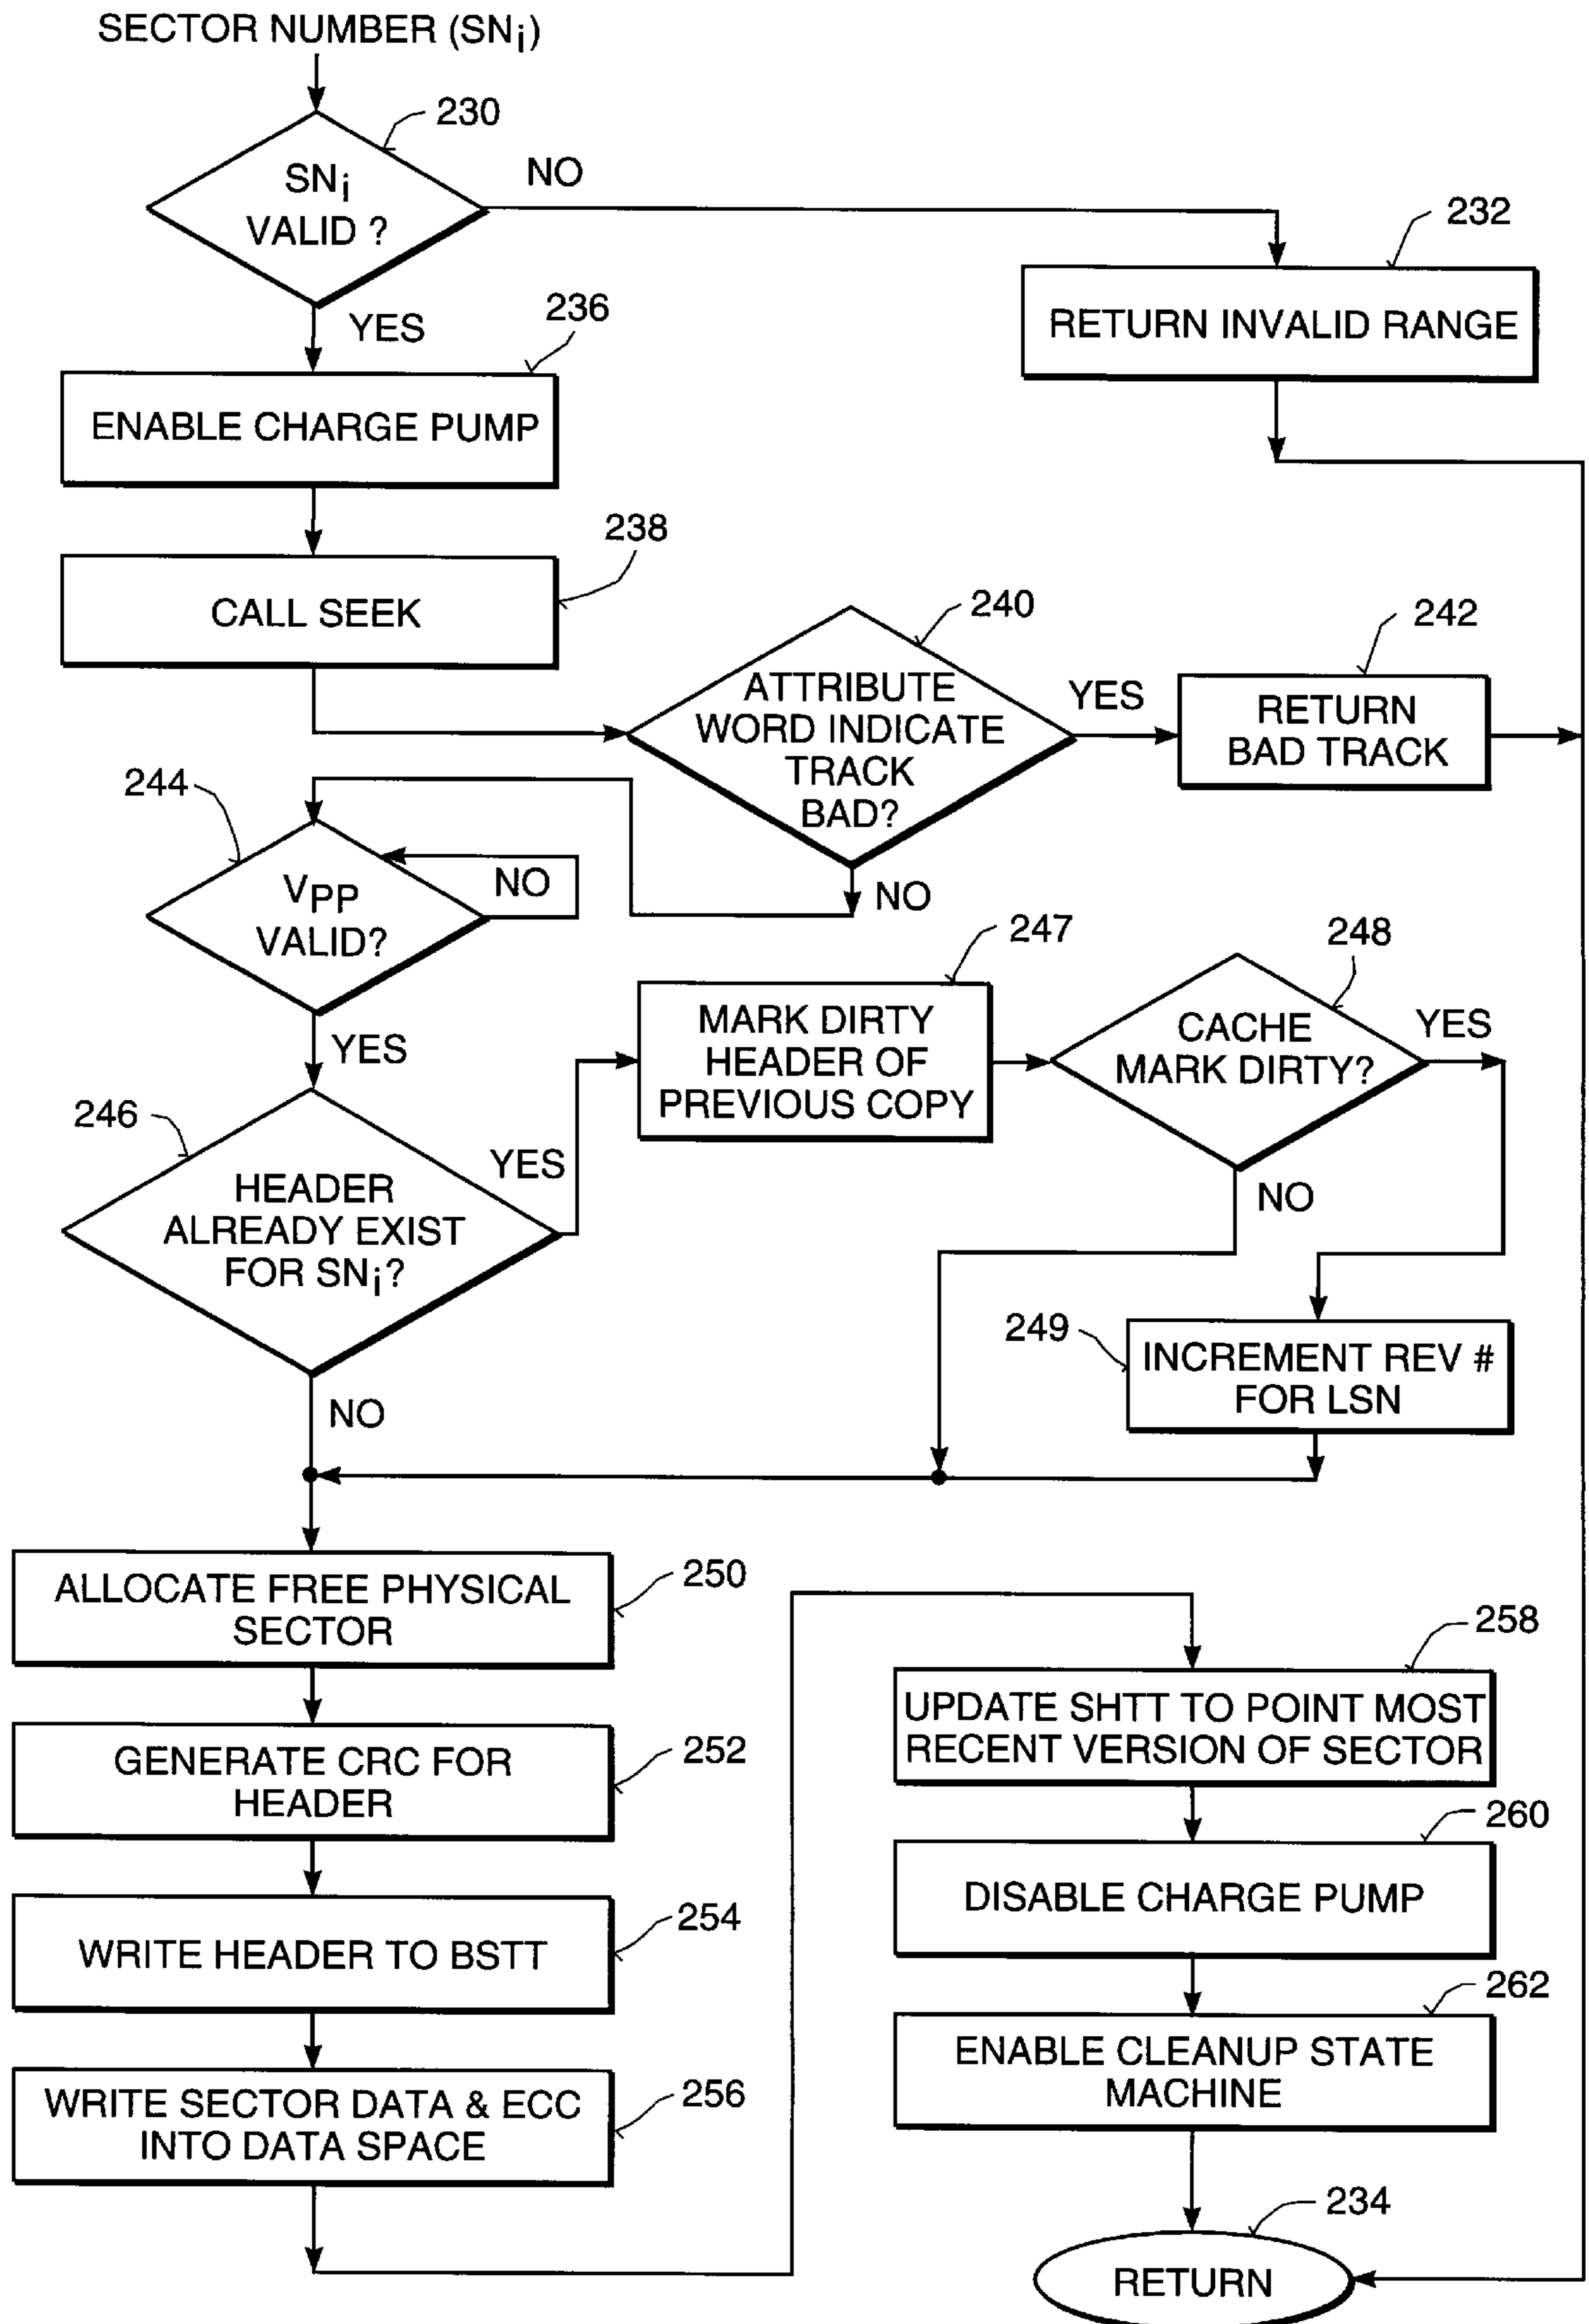 SECTOR NUMBER (SNi)
230
SNi
VALID ?
NO
232
RETURN INVALID RANGE
YES
236
ENABLE CHARGE PUMP
238
CALL SEEK
240
ATTRIBUTE
WORD INDICATE
TRACK
BAD?
YES
242
RETURN
BAD TRACK
NO
244
VPP
VALID?
NO
YES
246
HEADER
ALREADY EXIST
FOR SNi?
YES
247
MARK DIRTY
HEADER OF
PREVIOUS COPY
248
CACHE
MARK DIRTY?
YES
NO
249
INCREMENT REV #
FOR LSN
NO
250
ALLOCATE FREE PHYSICAL
SECTOR
252
GENERATE CRC FOR
HEADER
254
WRITE HEADER TO BSTT
256
WRITE SECTOR DATA & ECC
INTO DATA SPACE
258
UPDATE SHTT TO POINT MOST
RECENT VERSION OF SECTOR
260
DISABLE CHARGE PUMP
262
ENABLE CLEANUP STATE
MACHINE
234
RETURN